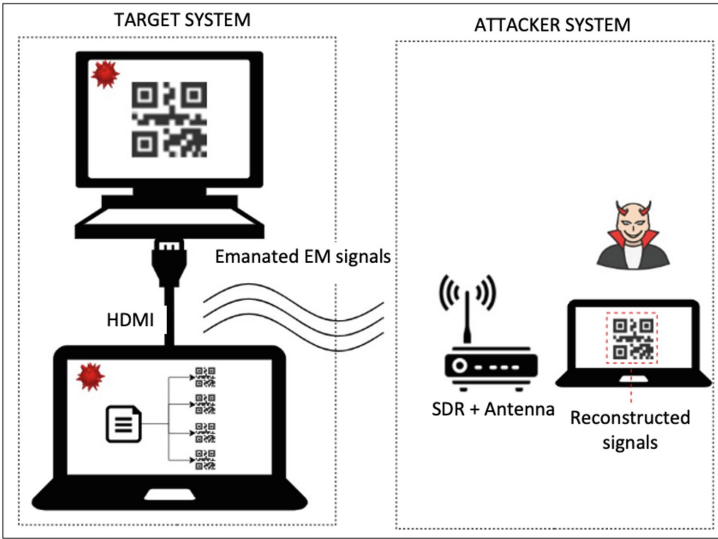 TARGET SYSTEM
ATTACKER SYSTEM
Emanated EM signals
HDMI
SDR + Antenna
Reconstructed
signals